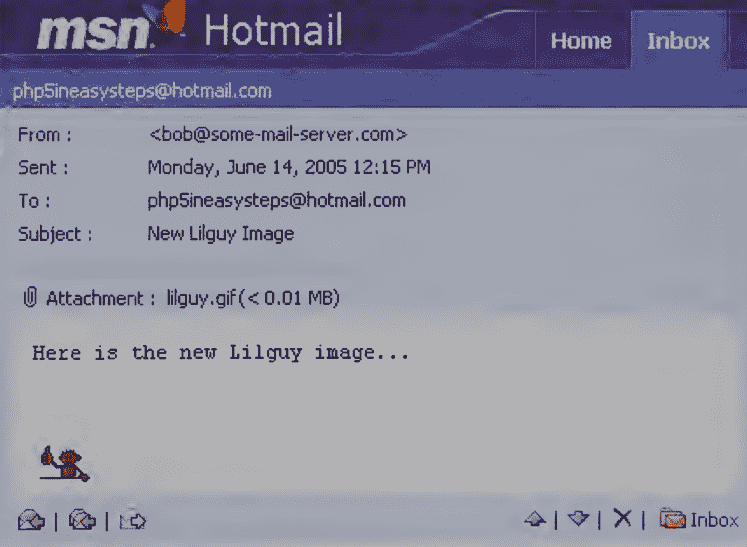 msn Hotmail Home Inbox
php5ineasysteps@hotmail.com
From : <bob@some-mail-server.com>
Sent : Monday, June 14, 2005 12:15 PM
To : php5ineasysteps@hotmail.com
Subject : New Lilguy Image
Attachment : lilguy.gif(< 0.01 MB)
Here is the new Lilguy image...
| | | | | Inbox